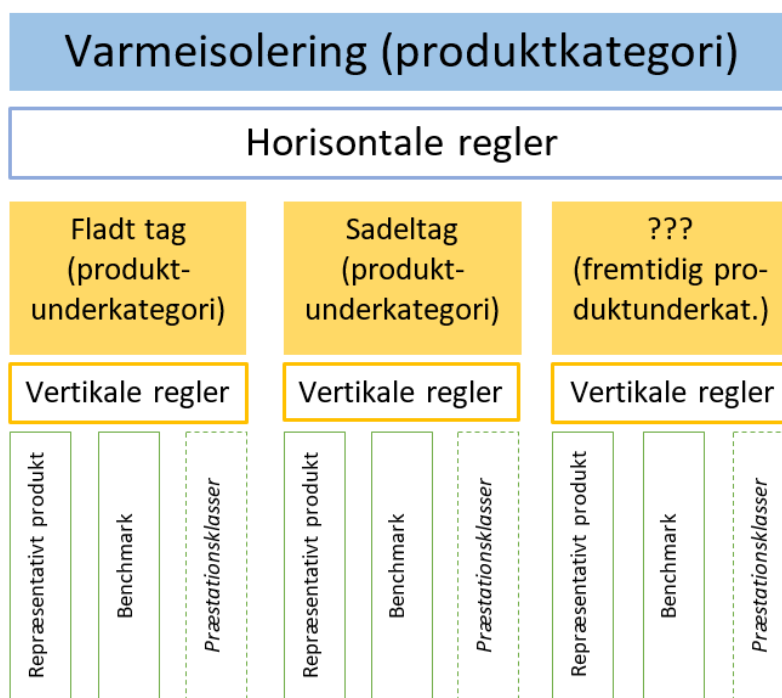 Varmeisolering (produktkategori)
Horisontale regler
Fladt tag
(produkt-
underkategori)
Sadeltag
(produkt-
underkategori)
???
(fremtidig pro-
duktunderkat.)
Vertikale regler
Vertikale regler
Vertikale regler
Repræsentativt produkt
Benchmark
Præstationsklasser
Repræsentativt produkt
Benchmark
Præstationsklasser
Repræsentativt produkt
Benchmark
Præstationsklasser